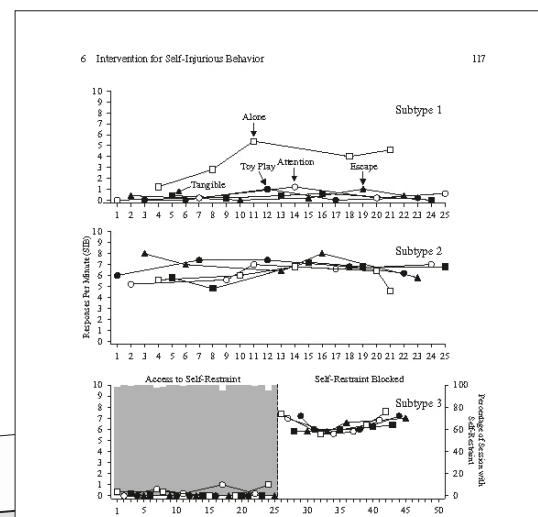 6 Intervention for Self-Injurious Behavior 117
10
9
8
7
6
5
4
3
2
1
0
Subtype 1
Alone
Toy Play
Attention
Escape
Tangible
1 2 3 4 5 6 7 8 9 10 11 12 13 14 15 16 17 18 19 20 21 22 23 24 25
Responses Per Minute (SIB)
10
9
8
7
6
5
4
3
2
1
0
Subtype 2
1 2 3 4 5 6 7 8 9 10 11 12 13 14 15 16 17 18 19 20 21 22 23 24 25
Access to Self-Restraint Self-Restraint Blocked
10
9
8
7
6
5
4
3
2
1
0
Subtype 3
100
80
60
40
20
0
Percentage of Session with
Self-Restraint
1 5 10 15 20 25 30 35 40 45 50